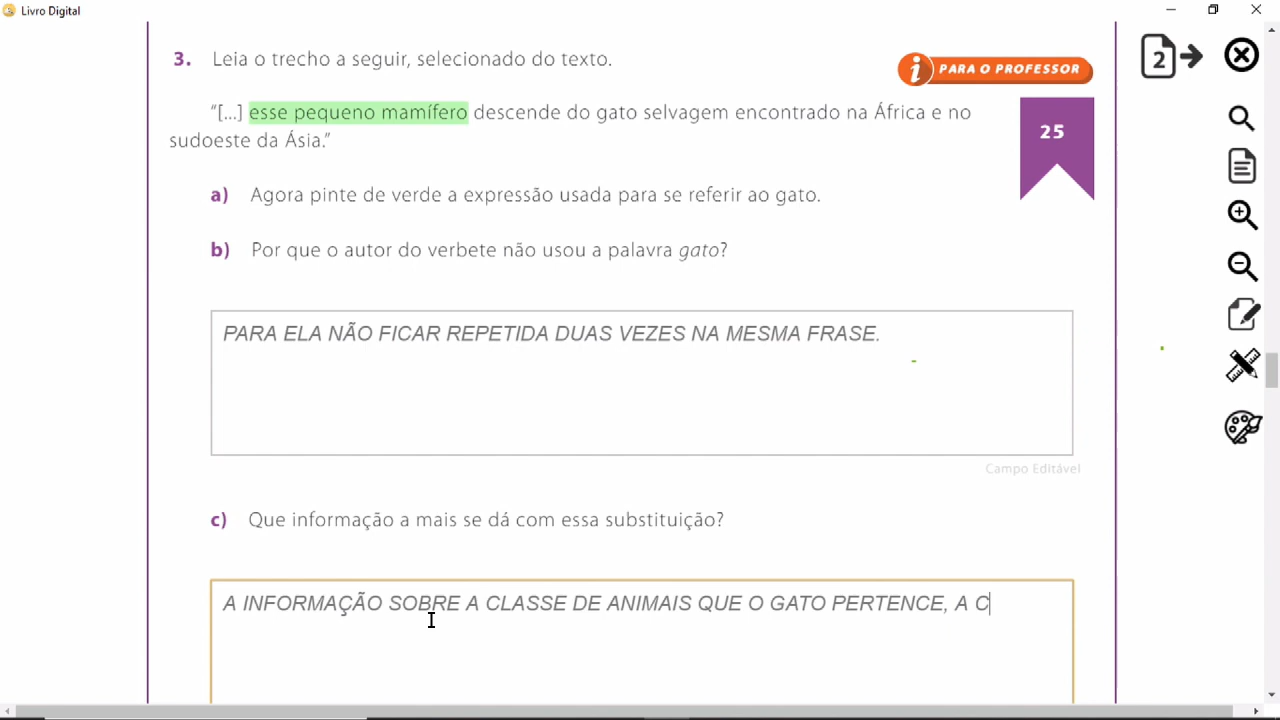 Livro Digital
3. Leia o trecho a seguir, selecionado do texto.
i PARA O PROFESSOR
2
"[...] esse pequeno mamífero descende do gato selvagem encontrado na África e no
sudoeste da Ásia."
25
a) Agora pinte de verde a expressão usada para se referir ao gato.
b) Por que o autor do verbete não usou a palavra gato?
PARA ELA NÃO FICAR REPETIDA DUAS VEZES NA MESMA FRASE.
Campo Editável
c) Que informação a mais se dá com essa substituição?
A INFORMAÇÃO SOBRE A CLASSE DE ANIMAIS QUE O GATO PERTENCE, A C